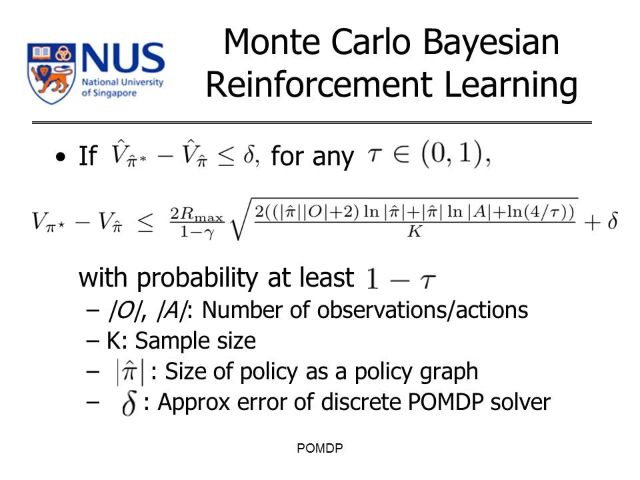 NUS
National University
of Singapore
Monte Carlo Bayesian
Reinforcement Learning
• If V̂_π̂* − V̂_π̂ ≤ δ, for any τ ∈ (0, 1),
V_π⋆ − V_π̂ ≤ 2R_max/(1−γ) √(2((|π̂||O|+2) ln |π̂|+|π̂| ln |A|+ln(4/τ))/K) + δ
with probability at least 1 − τ
– |O|, |A|: Number of observations/actions
– K: Sample size
– |π̂| : Size of policy as a policy graph
– δ : Approx error of discrete POMDP solver
POMDP